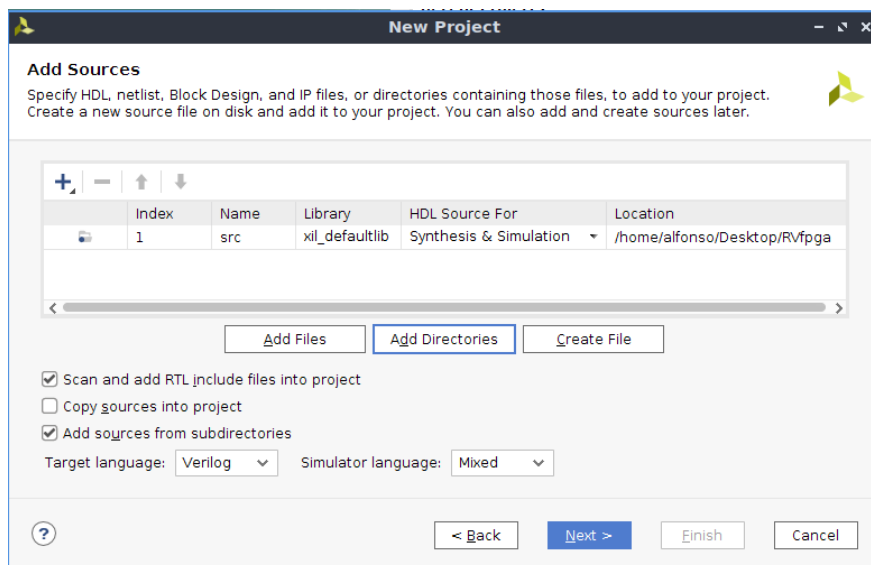 New Project
Add Sources
Specify HDL, netlist, Block Design, and IP files, or directories containing those files, to add to your project.
Create a new source file on disk and add it to your project. You can also add and create sources later.
Index Name Library HDL Source For Location
1 src xil_defaultlib Synthesis & Simulation /home/alfonso/Desktop/RVfpga
Add Files Add Directories Create File
Scan and add RTL include files into project
Copy sources into project
Add sources from subdirectories
Target language: Verilog Simulator language: Mixed
? < Back Next > Finish Cancel